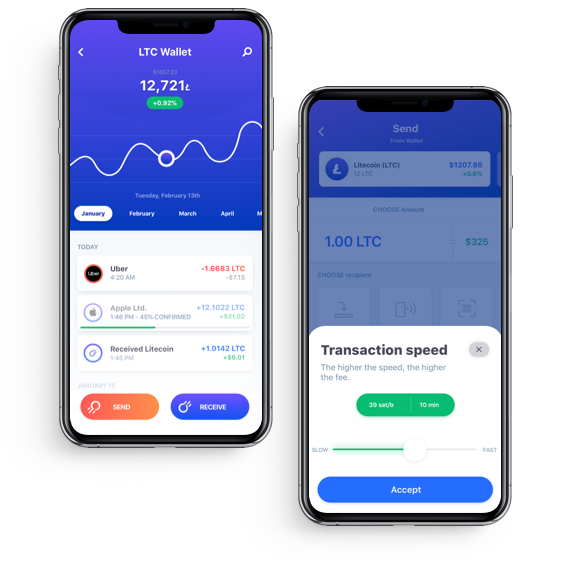 LTC Wallet
$1607.23
12,721Ł
+0.92%
Tuesday, February 13th
January February March April M
TODAY
Uber
Uber -1.6683 LTC
4:20 AM -$7.13
Apple Ltd. +12.1022 LTC
1:46 PM - 45% CONFIRMED +$21.02
Received Litecoin +1.0142 LTC
1:45 PM +$6.01
JANUARY 12
SEND RECEIVE
Send
From Wallet
Litecoin (LTC) $1207.86
12 LTC +0.6%
CHOOSE Amount
1.00 LTC = $325
CHOOSE recipient
Transaction speed
The higher the speed, the higher
the fee.
39 sat/b 10 min
SLOW FAST
Accept